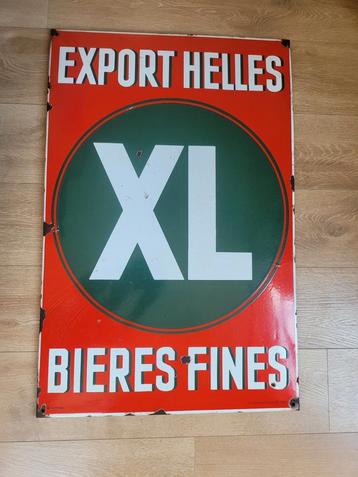 EXPORT HELLES
XL
BIERES FINES